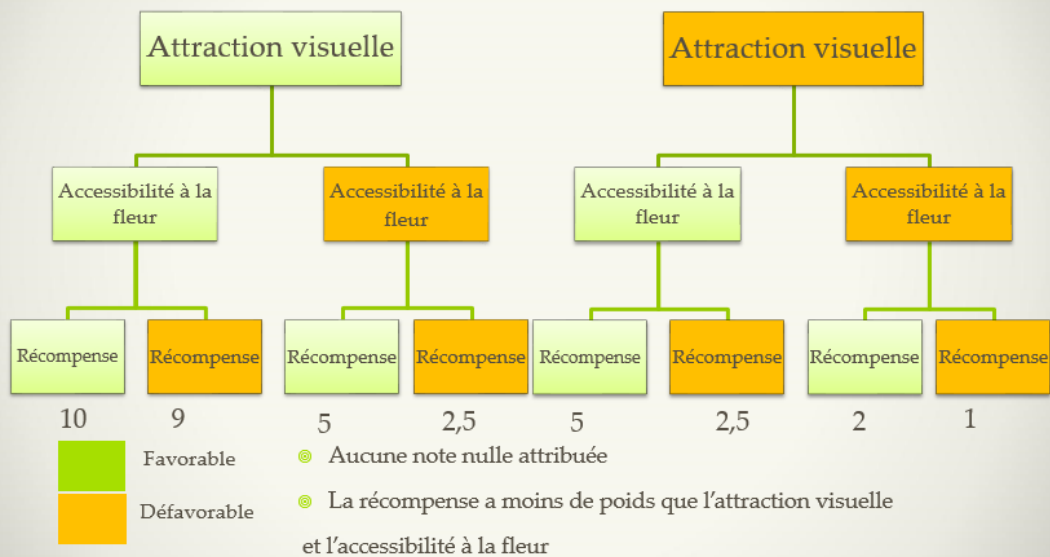 Attraction visuelle
Attraction visuelle
Accessibilité à la
fleur
Accessibilité à la
fleur
Accessibilité à la
fleur
Accessibilité à la
fleur
Récompense
Récompense
Récompense
Récompense
Récompense
Récompense
Récompense
Récompense
10
9
5
2,5
5
2,5
2
1
Favorable
Défavorable
Aucune note nulle attribuée
La récompense a moins de poids que l’attraction visuelle
et l’accessibilité à la fleur